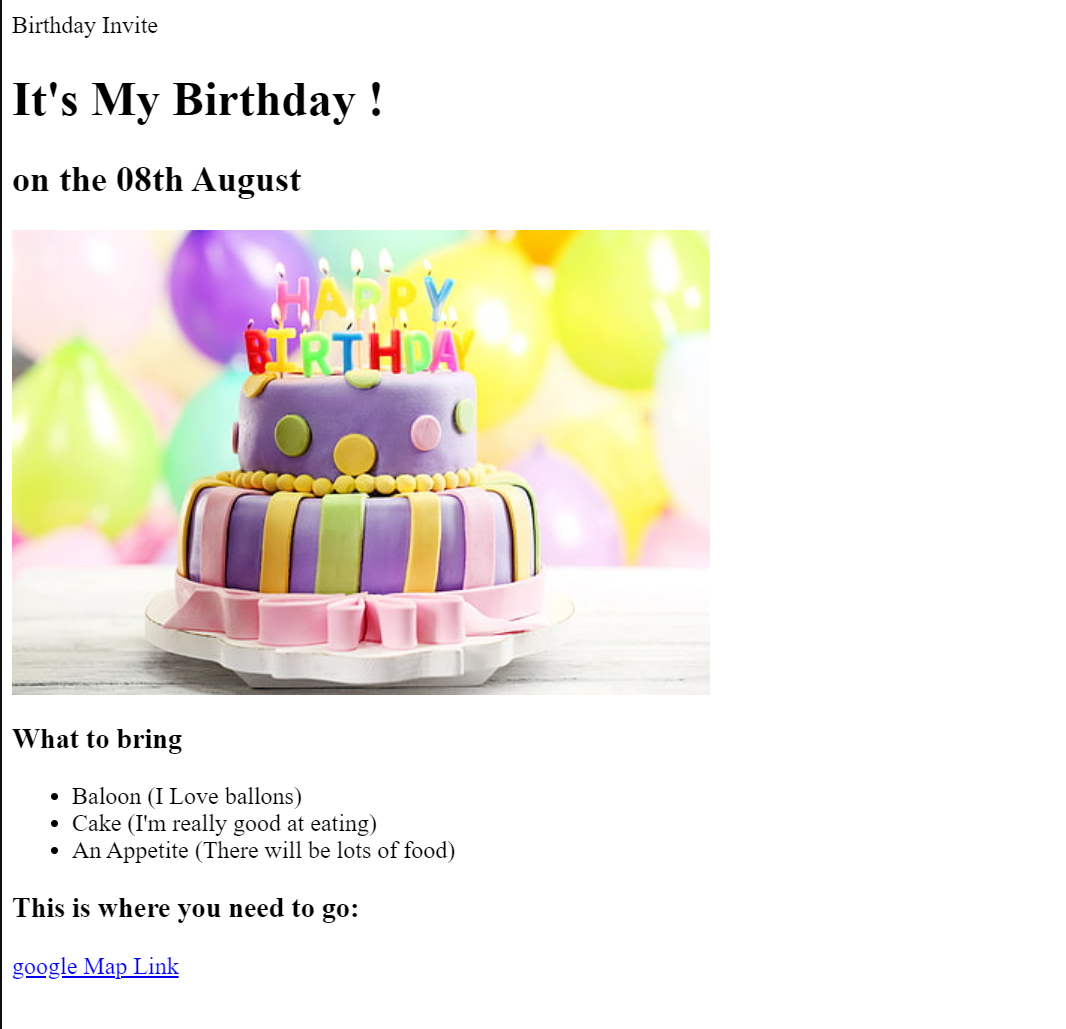 Birthday Invite
It's My Birthday !
on the 08th August
HAPPY
BIRTHDAY
What to bring
Baloon (I Love ballons)
Cake (I'm really good at eating)
An Appetite (There will be lots of food)
This is where you need to go:
google Map Link